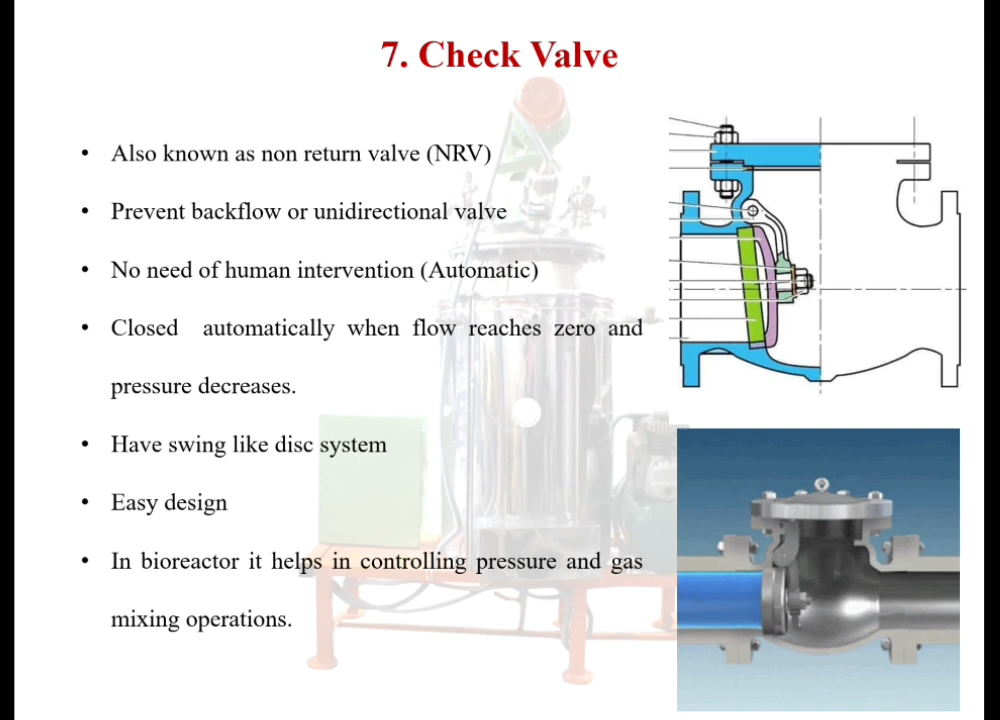 7. Check Valve
• Also known as non return valve (NRV)
• Prevent backflow or unidirectional valve
• No need of human intervention (Automatic)
• Closed automatically when flow reaches zero and
pressure decreases.
• Have swing like disc system
• Easy design
• In bioreactor it helps in controlling pressure and gas
mixing operations.